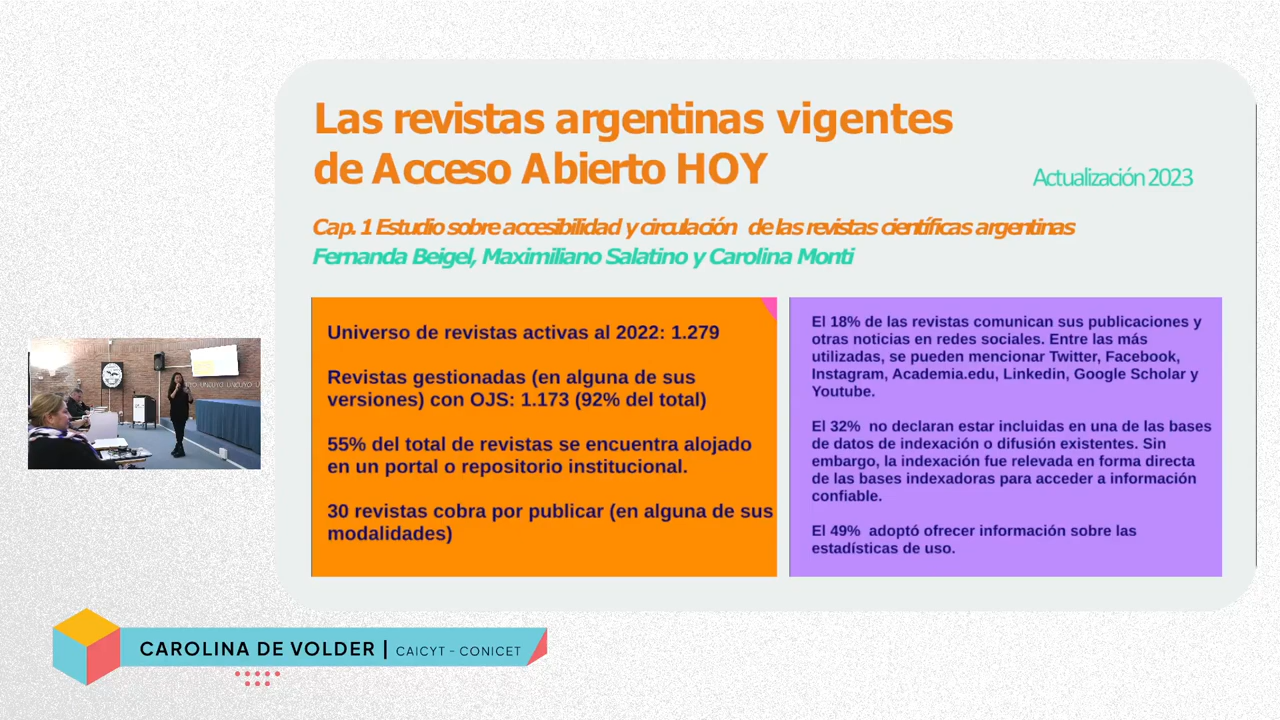 Las revistas argentinas vigentes
de Acceso Abierto HOY
Actualización 2023
Cap. 1 Estudio sobre accesibilidad y circulación de las revistas científicas argentinas
Fernanda Beigel, Maximiliano Salatino y Carolina Monti
Universo de revistas activas al 2022: 1.279
Revistas gestionadas (en alguna de sus
versiones) con OJS: 1.173 (92% del total)
55% del total de revistas se encuentra alojado
en un portal o repositorio institucional.
30 revistas cobra por publicar (en alguna de sus
modalidades)
El 18% de las revistas comunican sus publicaciones y
otras noticias en redes sociales. Entre las más
utilizadas, se pueden mencionar Twitter, Facebook,
Instagram, Academia.edu, Linkedin, Google Scholar y
Youtube.
El 32% no declaran estar incluidas en una de las bases
de datos de indexación o difusión existentes. Sin
embargo, la indexación fue relevada en forma directa
de las bases indexadoras para acceder a información
confiable.
El 49% adoptó ofrecer información sobre las
estadísticas de uso.
CAROLINA DE VOLDER | CAICYT - CONICET